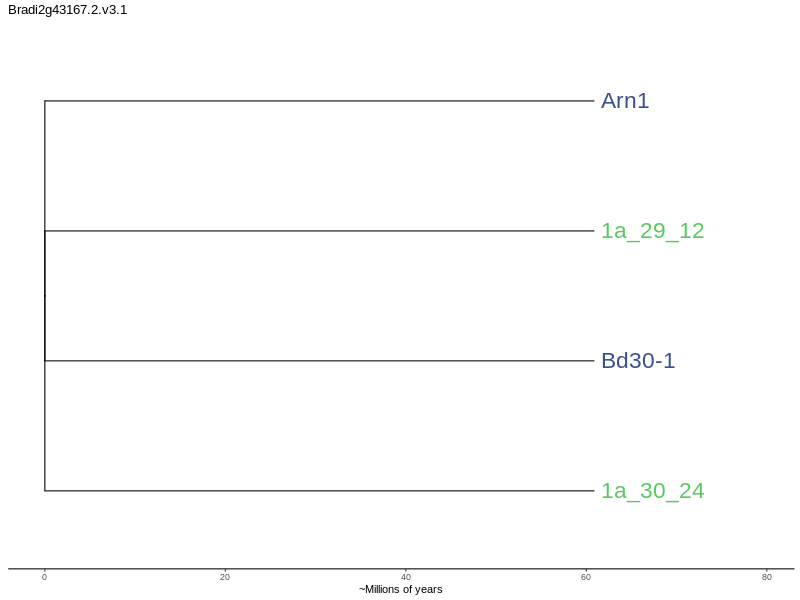 Bradi2g43167.2.v3.1
Arn1
1a_29_12
Bd30-1
1a_30_24
0 20 40 60 80
~Millions of years